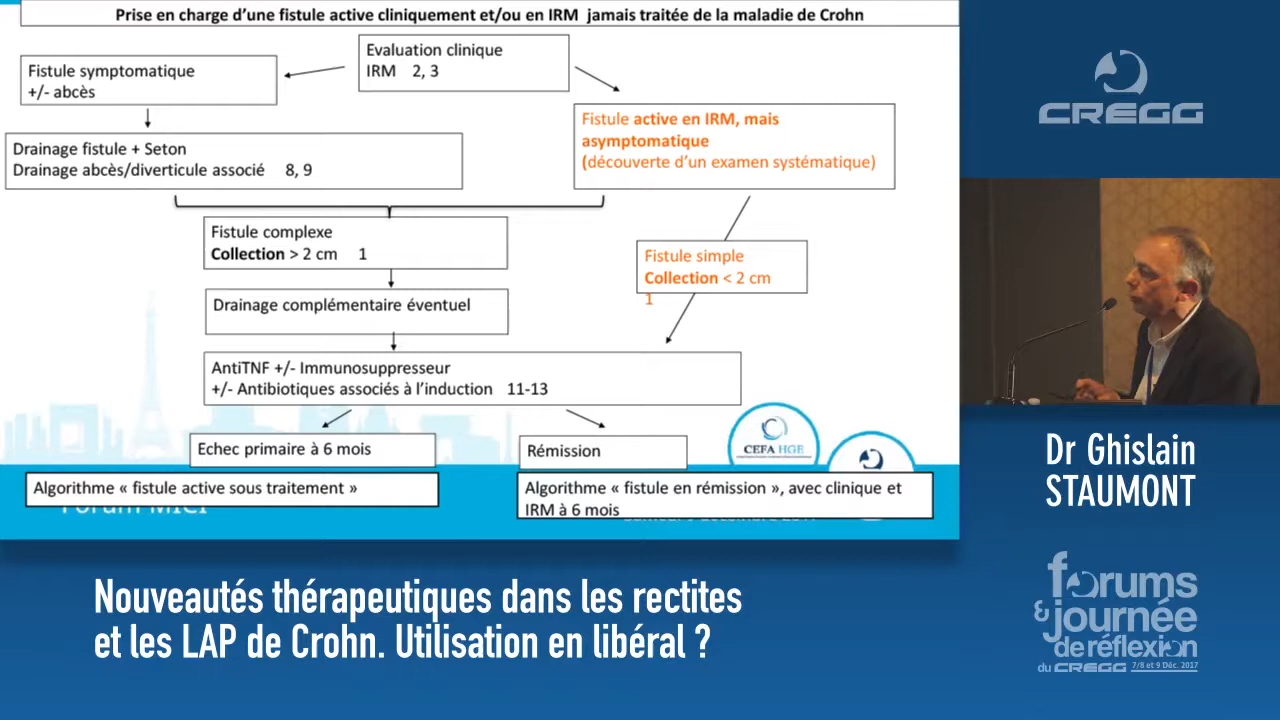 Prise en charge d'une fistule active cliniquement et/ou en IRM jamais traitée de la maladie de Crohn
Evaluation clinique
IRM 2, 3
Fistule symptomatique
+/- abcès
Fistule active en IRM, mais
asymptomatique
(découverte d'un examen systématique)
Drainage fistule + Seton
Drainage abcès/diverticule associé 8, 9
Fistule complexe
Collection > 2 cm 1
Fistule simple
Collection < 2 cm
1
Drainage complémentaire éventuel
AntiTNF +/- Immunosuppresseur
+/- Antibiotiques associés à l'induction 11-13
Echec primaire à 6 mois
Rémission
CEFA HGE
Algorithme « fistule active sous traitement »
Algorithme « fistule en rémission », avec clinique et
IRM à 6 mois
Forum MICI
CREGG
Dr Ghislain
STAUMONT
Nouveautés thérapeutiques dans les rectites
et les LAP de Crohn. Utilisation en libéral ?
forums
& journée
de réflexion
du CREGG 7/8 et 9 Déc. 2017